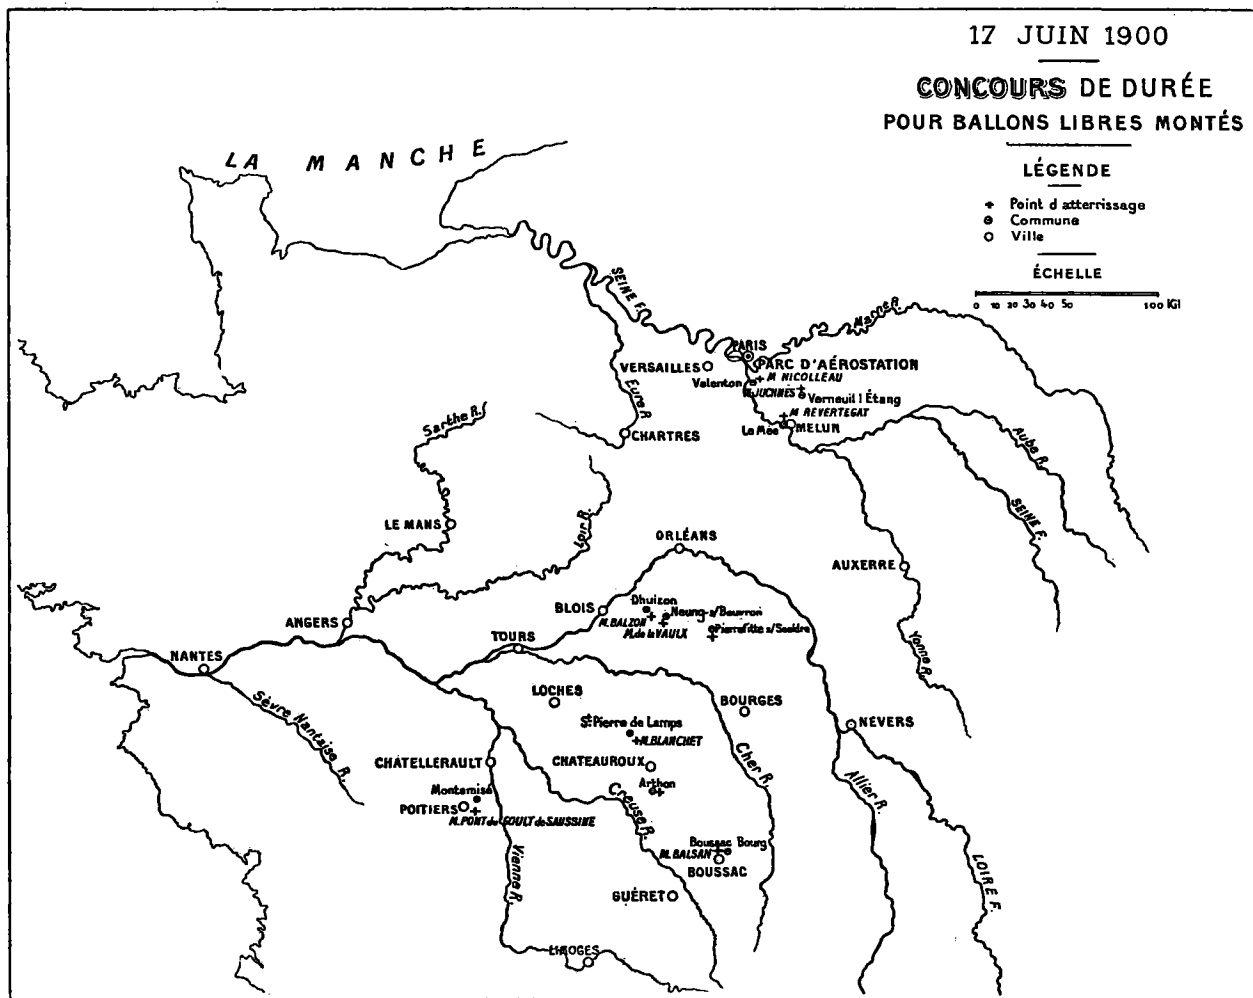 17 JUIN 1900
CONCOURS DE DURÉE
POUR BALLONS LIBRES MONTÉS
LÉGENDE
Point d'atterrissage
Commune
Ville
ÉCHELLE
0 10 20 30 40 50 100 Kil
LA MANCHE
SEINE F.
Marne R.
PARIS
VERSAILLES
PARC D'AÉROSTATION
M NICOLLEAU
Valenton
M. JUCHMÈS
Verneuil l Étang
M REVERTEGAT
Le Mée
MELUN
Eure R
CHARTRES
Sarthe R.
Aube R.
SEINE F.
LE MANS
Loir R.
ORLÉANS
AUXERRE
Yonne R.
BLOIS
Dhuizon
Neung-s/Beuvron
M. BALZON
M. de la VAULX
Pierrefitte s/Sauldre
ANGERS
TOURS
NANTES
Sèvre Nantaise R.
LOCHES
BOURGES
NEVERS
St. Pierre de Lamps
M. BLANCHET
CHÂTELLERAULT
CHATEAUROUX
Cher R.
Allier R.
Montamisé
POITIERS
Arthon
Creuse R.
M. PONT de GOULT de SAUSSINE
Boussac Bourg
M. BALSAN
BOUSSAC
Vienne R.
GUÉRET
LOIRE F.
LIMOGES